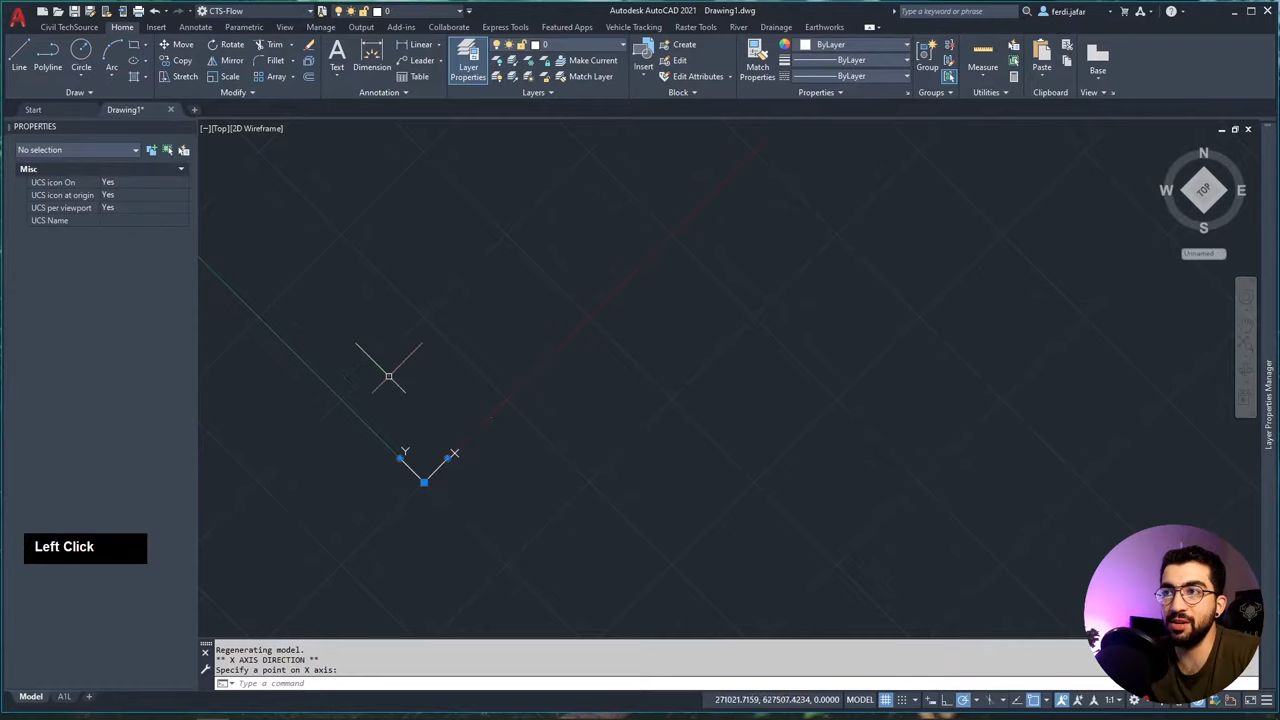 CTS-Flow
0
Autodesk AutoCAD 2021 Drawing1.dwg
Type a keyword or phrase
ferdi.jafar
Civil TechSource
Home
Insert
Annotate
Parametric
View
Manage
Output
Add-ins
Collaborate
Express Tools
Featured Apps
Raster Tools
River
Drainage
Earthworks
Line
Polyline
Circle
Arc
Draw
Move
Rotate
Trim
Copy
Mirror
Fillet
Stretch
Scale
Array
Modify
Text
Dimension
Linear
Leader
Table
Annotation
Layer Properties
0
Make Current
Match Layer
Layers
Insert
Create
Edit
Edit Attributes
Block
Match Properties
ByLayer
ByLayer
ByLayer
Properties
Group
Groups
Measure
Utilities
Paste
Clipboard
Base
View
Start
Drawing1*
PROPERTIES
No selection
Misc
UCS icon On Yes
UCS icon at origin Yes
UCS per viewport Yes
UCS Name
[−][Top][2D Wireframe]
N
W
TOP
E
S
Unnamed
Y
X
Layer Properties Manager
Left Click
Regenerating model.
** X AXIS DIRECTION **
Specify a point on X axis:
Type a command
Model
A1L
271021.7159, 627507.4234, 0.0000
MODEL
1:1